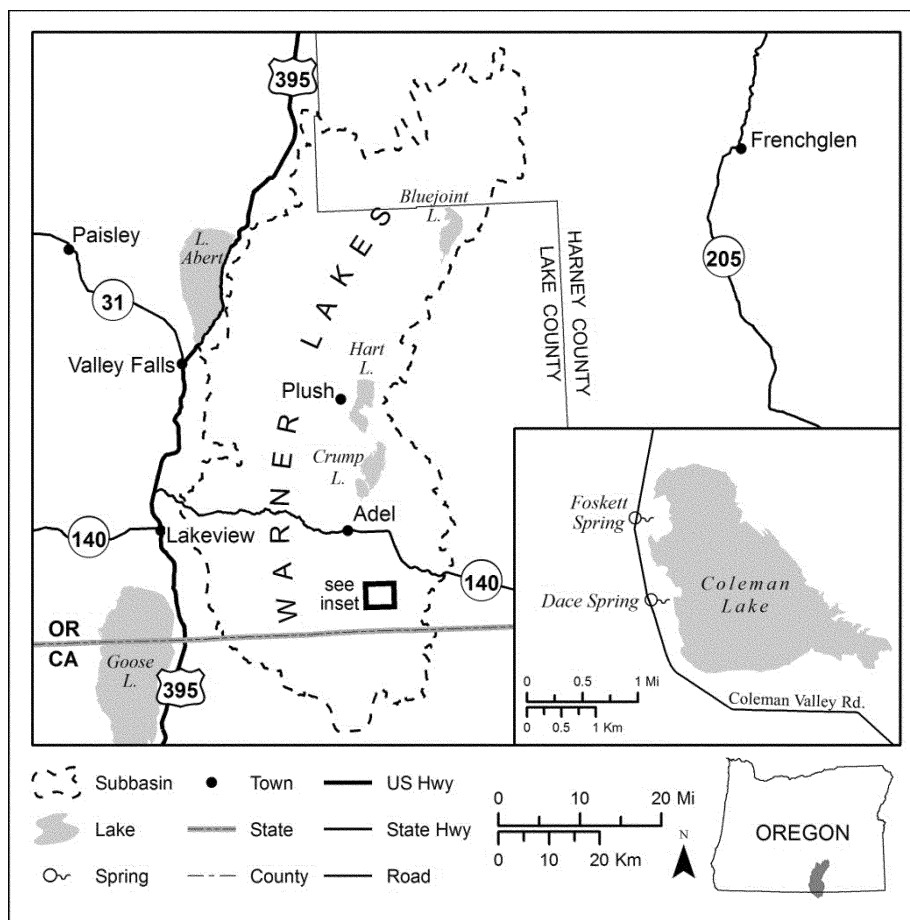 395
Frenchglen
Bluejoint
L.
Paisley
L.
Abert
205
31
HARNEY COUNTY
LAKE COUNTY
WARNER LAKES
Valley Falls
Hart
L.
Plush
Crump
L.
Foskett
Spring
Adel
140
Lakeview
140
see
inset
Coleman
Lake
Dace Spring
OR
CA
Goose
L.
395
0 0.5 1 Mi
0 0.5 1 Km
Coleman Valley Rd.
Subbasin
Town
US Hwy
Lake
State
State Hwy
Spring
County
Road
0 10 20 Mi
0 10 20 Km
N
OREGON